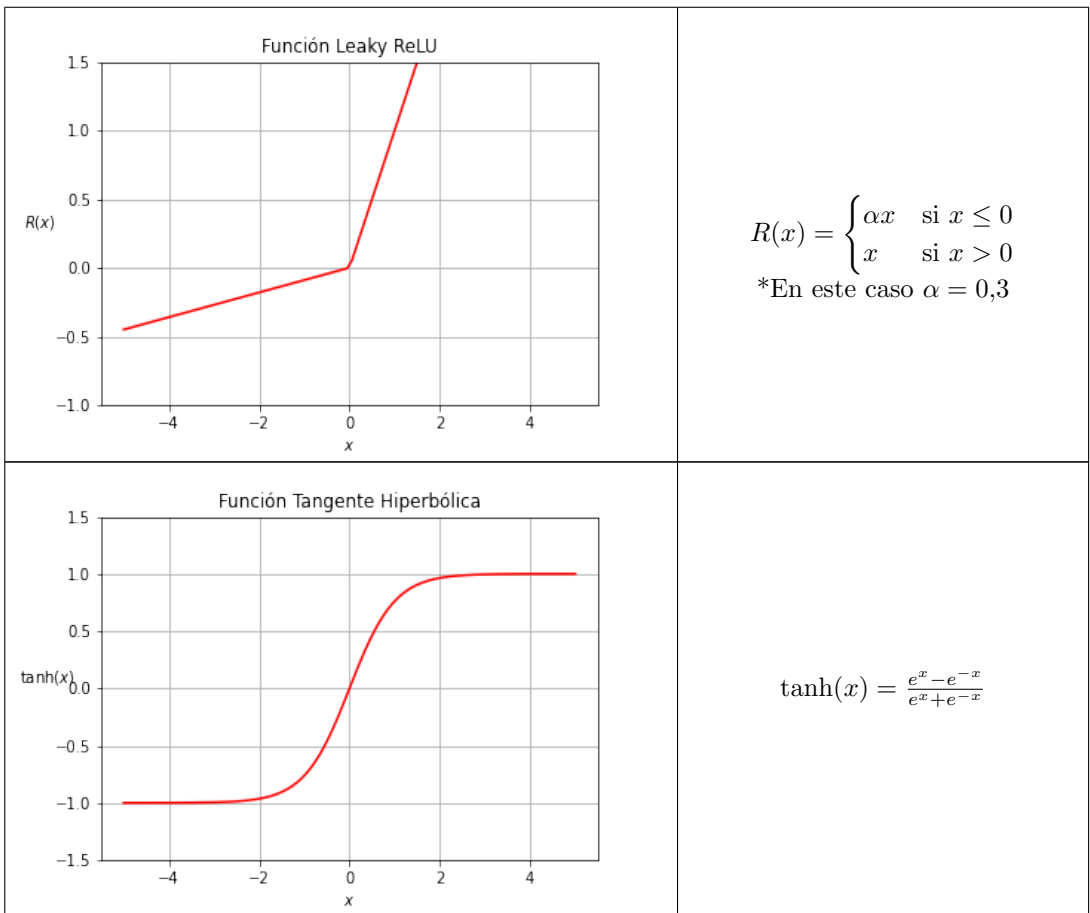 Función Leaky ReLU
1.5
1.0
0.5
0.0
−0.5
−1.0
R(x)
−4 −2 0 2 4
x
R(x) = { αx si x ≤ 0
x si x > 0
*En este caso α = 0,3
Función Tangente Hiperbólica
1.5
1.0
0.5
0.0
−0.5
−1.0
−1.5
tanh(x)
−4 −2 0 2 4
x
tanh(x) = \frac{e^x − e^{−x}}{e^x + e^{−x}}